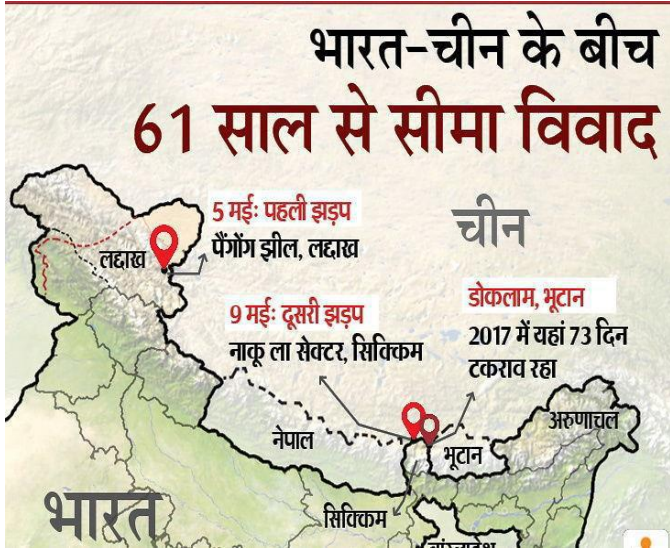 भारत-चीन के बीच
61 साल से सीमा विवाद
5 मईः पहली झड़प
पैंगोंग झील, लद्दाख
लद्दाख
चीन
9 मईः दूसरी झड़प
नाकू ला सेक्टर, सिक्किम
डोकलाम, भूटान
2017 में यहां 73 दिन
टकराव रहा
नेपाल
भूटान
अरुणाचल
भारत
सिक्किम
बांग्लादेश